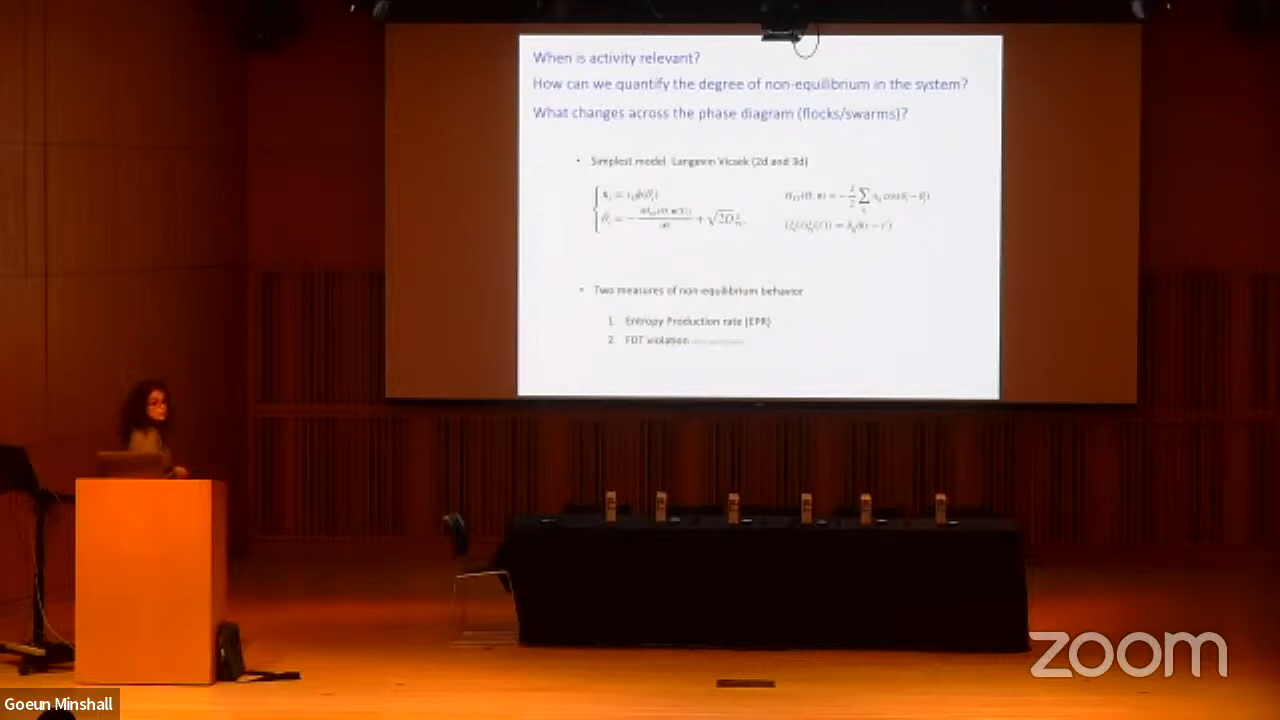 When is activity relevant?
How can we quantify the degree of non-equilibrium in the system?
What changes across the phase diagram (flocks/swarms)?
• Simplest model Langevin Vicsek (2d and 3d)
• Two measures of non-equilibrium behavior
1. Entropy Production rate (EPR)
2. FDT violation
zoom
Goeun Minshall